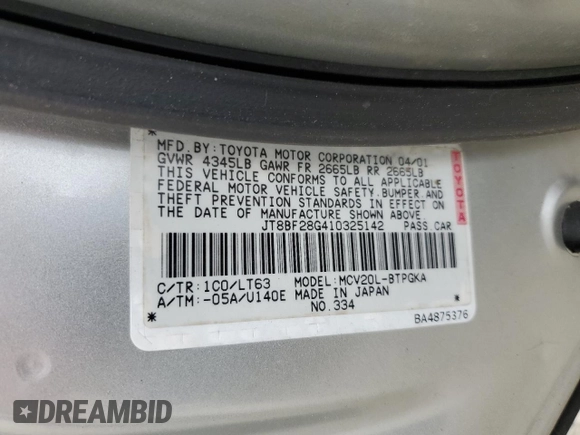 MFD.BY:TOYOTA MOTOR CORPORATION 04/01
GVWR 4345LB GAWR FR 2665LB RR 2665LB
THIS VEHICLE CONFORMS TO ALL APPLICABLE
FEDERAL MOTOR VEHICLE SAFETY,BUMPER AND
THEFT PREVENTION STANDARDS IN EFFECT ON
THE DATE OF MANUFACTURE SHOWN ABOVE.
JT8BF28G410325142 PASS.CAR
TOYOTA
C/TR:1C0/LT63 MODEL:MCV20L-BTPGKA
A/TM:-05A/U140E MADE IN JAPAN
NO.334
BA4875376
DREAMBID